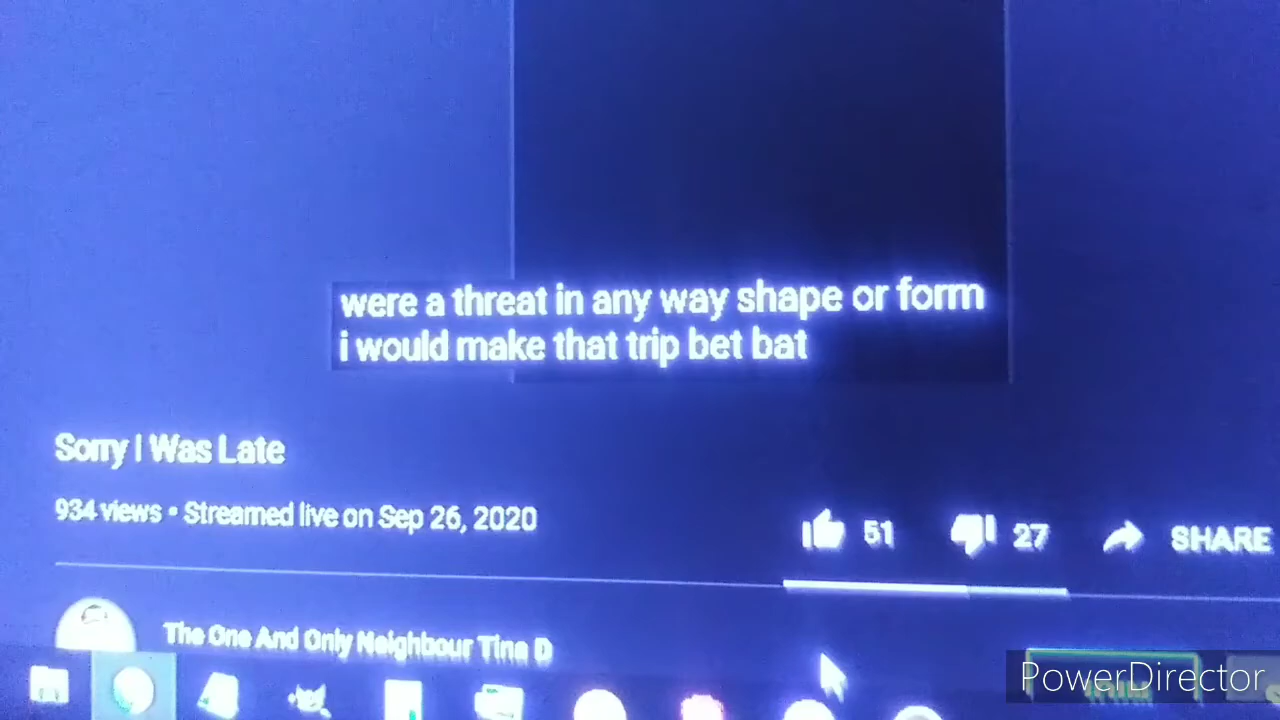 were a threat in any way shape or form
i would make that trip bet bat
Sorry I Was Late
934 views • Streamed live on Sep 26, 2020
51
27
SHARE
The One And Only Neighbour Tina D
PowerDirector